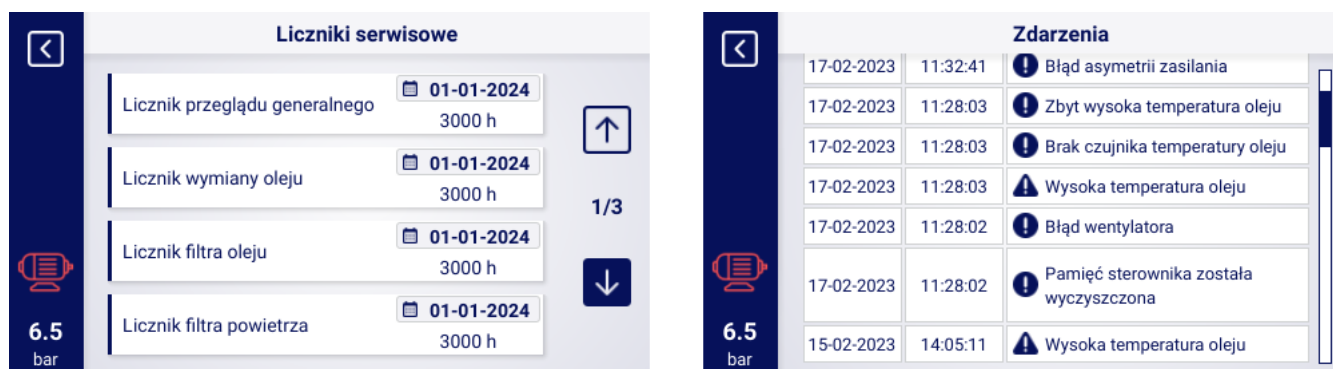 Liczniki serwisowe
Licznik przeglądu generalnego
01-01-2024
3000 h
Licznik wymiany oleju
01-01-2024
3000 h
Licznik filtra oleju
01-01-2024
3000 h
Licznik filtra powietrza
01-01-2024
3000 h
1/3
6.5
bar
Zdarzenia
17-02-2023 11:32:41 Błąd asymetrii zasilania
17-02-2023 11:28:03 Zbyt wysoka temperatura oleju
17-02-2023 11:28:03 Brak czujnika temperatury oleju
17-02-2023 11:28:03 Wysoka temperatura oleju
17-02-2023 11:28:02 Błąd wentylatora
17-02-2023 11:28:02 Pamięć sterownika została
wyczyszczona
15-02-2023 14:05:11 Wysoka temperatura oleju
6.5
bar